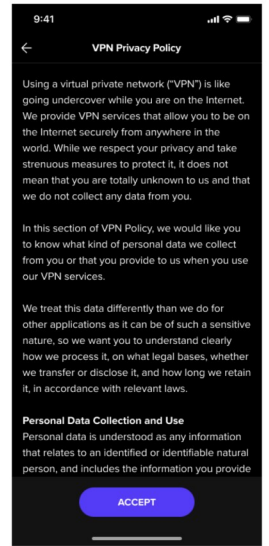 9:41
VPN Privacy Policy
Using a virtual private network (“VPN”) is like
going undercover while you are on the Internet.
We provide VPN services that allow you to be on
the Internet securely from anywhere in the
world. While we respect your privacy and take
strenuous measures to protect it, it does not
mean that you are totally unknown to us and that
we do not collect any data from you.
In this section of VPN Policy, we would like you
to know what kind of personal data we collect
from you or that you provide to us when you use
our VPN services.
We treat this data differently than we do for
other applications as it can be of such a sensitive
nature, so we want you to understand clearly
how we process it, on what legal bases, whether
we transfer or disclose it, and how long we retain
it, in accordance with relevant laws.
Personal Data Collection and Use
Personal data is understood as any information
that relates to an identified or identifiable natural
person, and includes the information you provide
ACCEPT